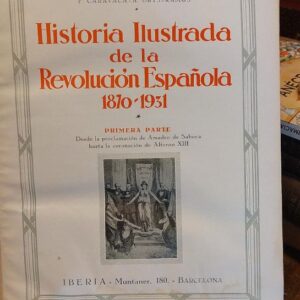 Historia Ilustrada
de la
Revolución Española
1870-1931
PRIMERA PARTE
Desde la proclamación de Amadeo de Saboya
hasta la coronación de Alfonso XIII
IBERIA - Muntaner, 180. - BARCELONA